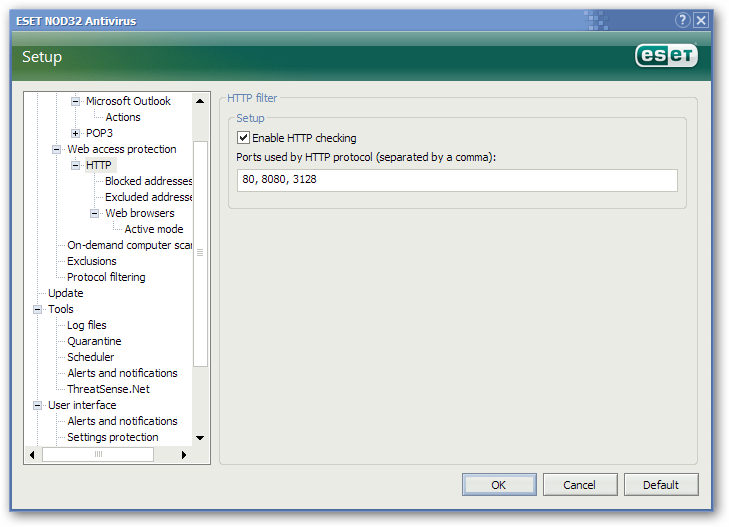 ESET NOD32 Antivirus
Setup
eseT
Microsoft Outlook
Actions
POP3
Web access protection
HTTP
Blocked addresses
Excluded addresse
Web browsers
Active mode
On-demand computer scar
Exclusions
Protocol filtering
Update
Tools
Log files
Quarantine
Scheduler
Alerts and notifications
ThreatSense.Net
User interface
Alerts and notifications
Settings protection
HTTP filter
Setup
Enable HTTP checking
Ports used by HTTP protocol (separated by a comma):
80, 8080, 3128
OK
Cancel
Default